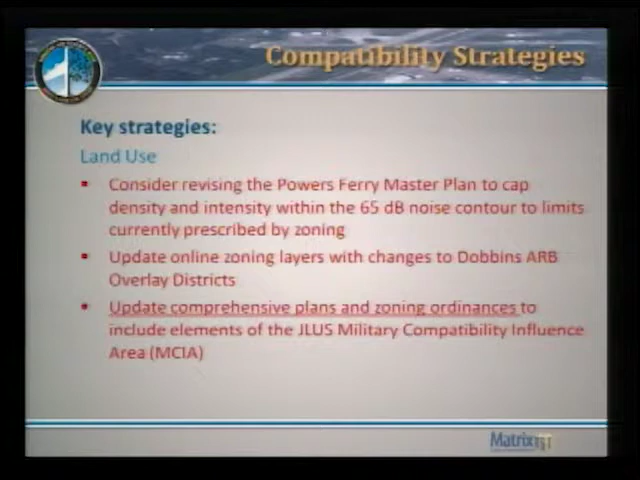 Compatibility Strategies
Key strategies:
Land Use
▪ Consider revising the Powers Ferry Master Plan to cap
density and intensity within the 65 dB noise contour to limits
currently prescribed by zoning
▪ Update online zoning layers with changes to Dobbins ARB
Overlay Districts
▪ Update comprehensive plans and zoning ordinances to
include elements of the JLUS Military Compatibility Influence
Area (MCIA)
Matrix